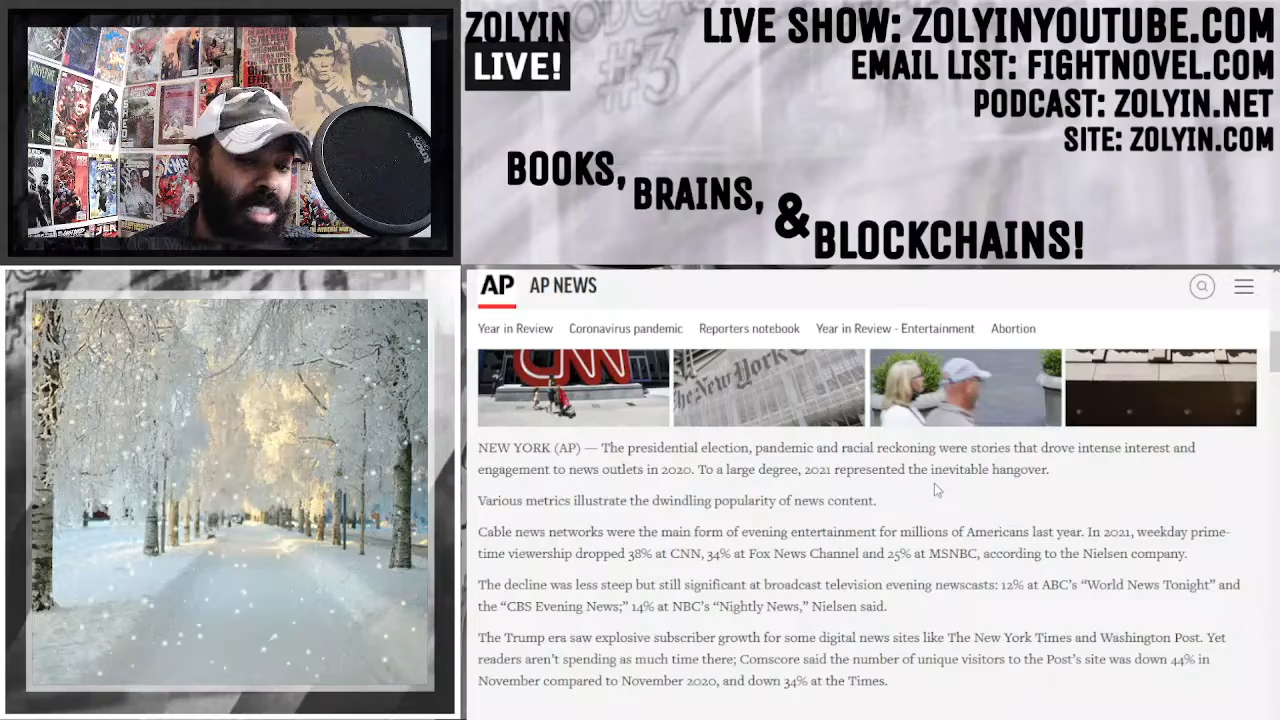 ZOLYIN
LIVE!
LIVE SHOW: ZOLYINYOUTUBE.COM
EMAIL LIST: FIGHTNOVEL.COM
PODCAST: ZOLYIN.NET
SITE: ZOLYIN.COM
#3
BOOKS, BRAINS, & BLOCKCHAINS!
WOLVERINE
X-MEN
GREATER
AP AP NEWS
Year in Review Coronavirus pandemic Reporters notebook Year in Review - Entertainment Abortion
CNN
The New York
NEW YORK (AP) — The presidential election, pandemic and racial reckoning were stories that drove intense interest and
engagement to news outlets in 2020. To a large degree, 2021 represented the inevitable hangover.
Various metrics illustrate the dwindling popularity of news content.
Cable news networks were the main form of evening entertainment for millions of Americans last year. In 2021, weekday prime-
time viewership dropped 38% at CNN, 34% at Fox News Channel and 25% at MSNBC, according to the Nielsen company.
The decline was less steep but still significant at broadcast television evening newscasts: 12% at ABC’s “World News Tonight” and
the “CBS Evening News;” 14% at NBC’s “Nightly News,” Nielsen said.
The Trump era saw explosive subscriber growth for some digital news sites like The New York Times and Washington Post. Yet
readers aren’t spending as much time there; Comscore said the number of unique visitors to the Post’s site was down 44% in
November compared to November 2020, and down 34% at the Times.